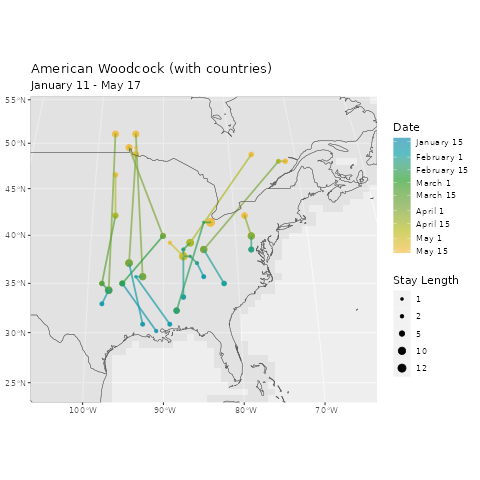 American Woodcock (with countries)
January 11 - May 17
55°N
50°N
45°N
40°N
35°N
30°N
25°N
100°W
90°W
80°W
70°W
Date
January 15
February 1
February 15
March 1
March 15
April 1
April 15
May 1
May 15
Stay Length
1
2
5
10
12